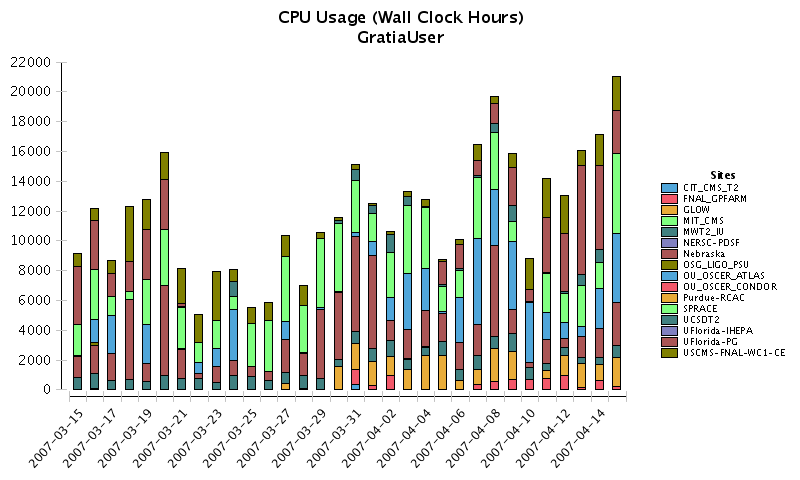 CPU Usage (Wall Clock Hours)
GratiaUser
22000
20000
18000
16000
14000
12000
10000
8000
6000
4000
2000
0
2007-03-15
2007-03-17
2007-03-19
2007-03-21
2007-03-23
2007-03-25
2007-03-27
2007-03-29
2007-03-31
2007-04-02
2007-04-04
2007-04-06
2007-04-08
2007-04-10
2007-04-12
2007-04-14
Sites
CIT_CMS_T2
FNAL_GPFARM
GLOW
MIT_CMS
MWT2_IU
NERSC-PDSF
Nebraska
OSG_LIGO_PSU
OU_OSCER_ATLAS
OU_OSCER_CONDOR
Purdue-RCAC
SPRACE
UCSDT2
UFlorida-IHEPA
UFlorida-PG
USCMS-FNAL-WC1-CE